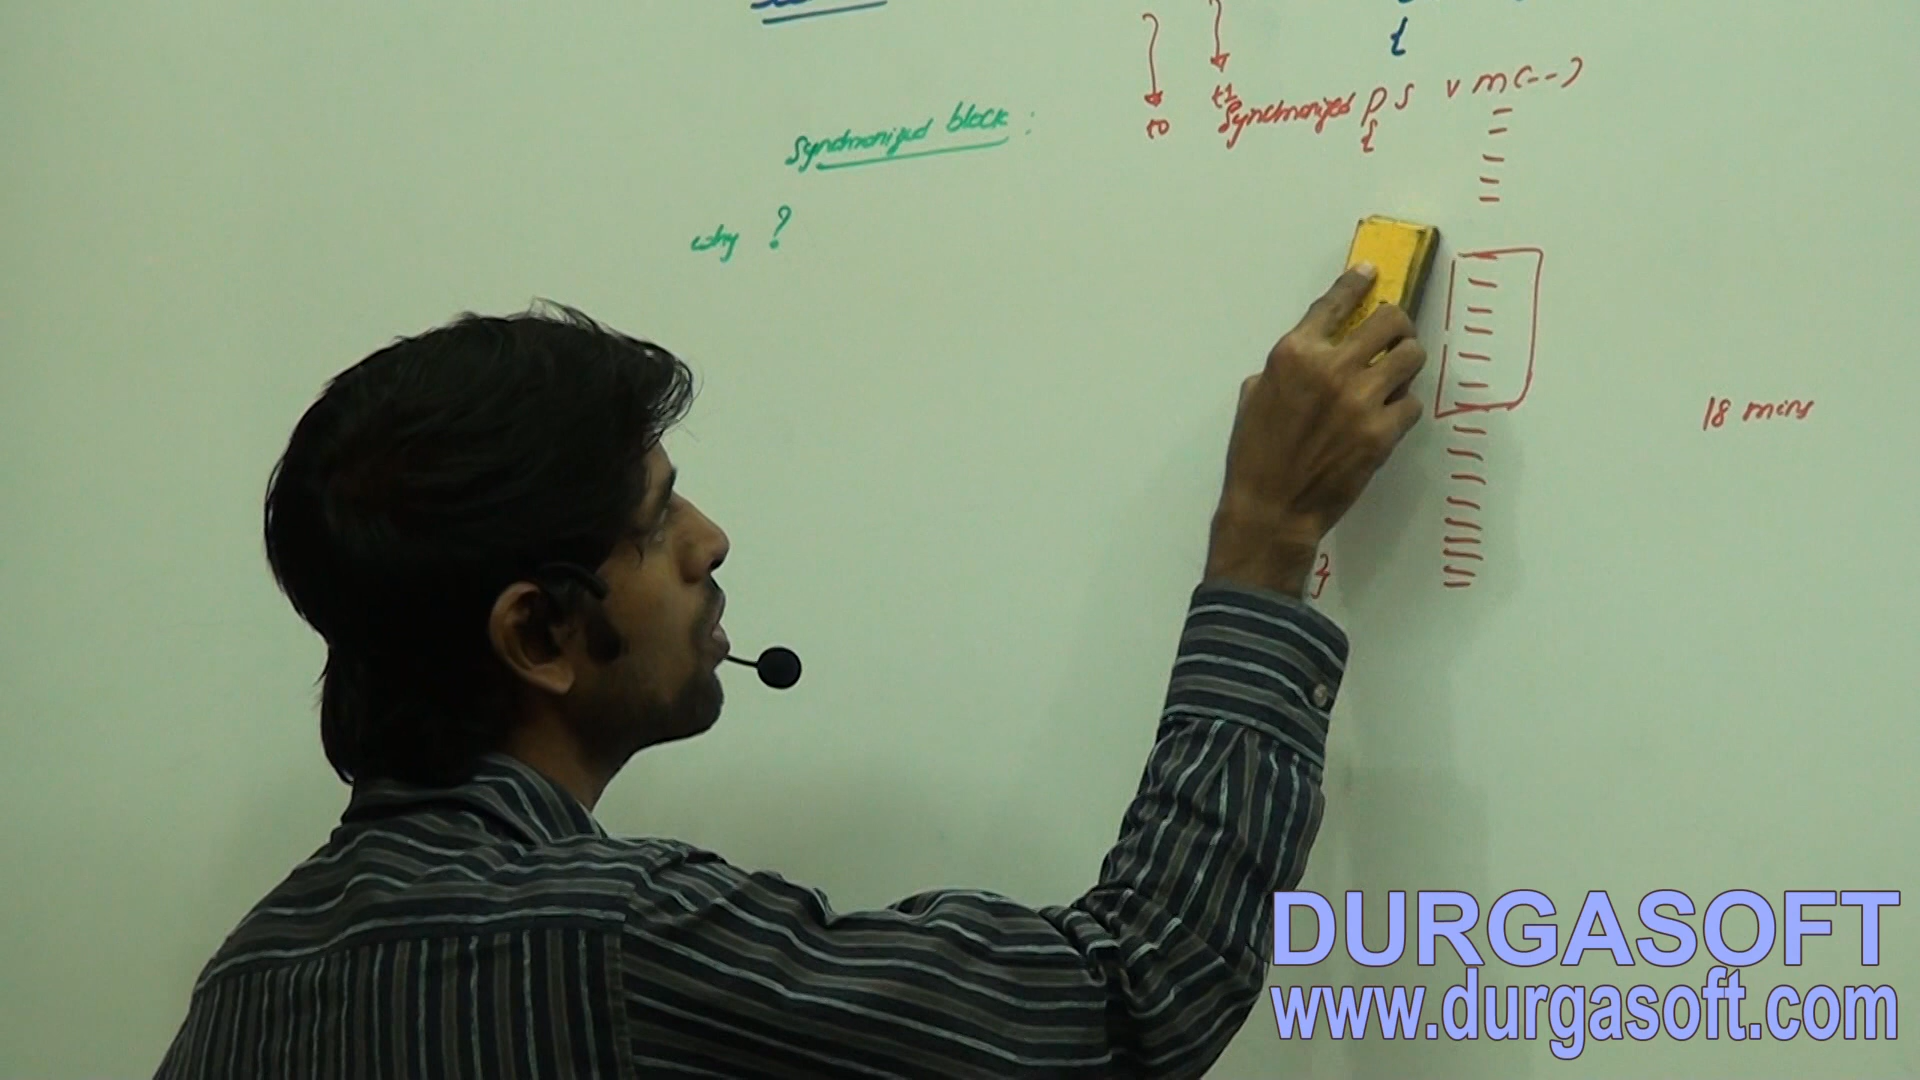 Synchronized block :
why ?
t0
t1
Synchronized p s v m(--)
{
18 mins
}
DURGASOFT
www.durgasoft.com